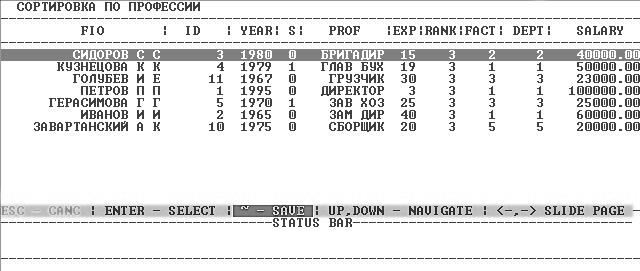 СОРТИРОВКА ПО ПРОФЕССИИ
FIO ¦ ID ¦ YEAR¦ S¦ PROF ¦EXP¦RANK¦FACT¦ DEPT¦ SALARY
СИДОРОВ С С 3 1980 0 БРИГАДИР 15 3 2 2 40000.00
КУЗНЕЦОВА К К 4 1979 1 ГЛАВ БУХ 19 3 1 1 50000.00
ГОЛУБЕВ И Е 11 1967 0 ГРУЗЧИК 30 3 3 3 23000.00
ПЕТРОВ П П 1 1995 0 ДИРЕКТОР 3 3 1 1 100000.00
ГЕРАСИМОВА Г Г 5 1970 1 ЗАВ ХОЗ 25 3 3 3 25000.00
ИВАНОВ И И 2 1965 0 ЗАМ ДИР 40 3 1 1 60000.00
ЗАВАРТАНСКИЙ А К 10 1975 0 СБОРЩИК 20 3 5 5 20000.00
ESC - CANC ¦ ENTER - SELECT ¦ ~ - SAVE ¦ UP,DOWN - NAVIGATE ¦ <-,-> SLIDE PAGE
STATUS BAR